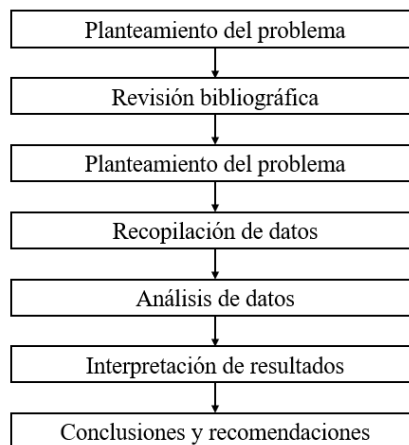 Planteamiento del problema
Revisión bibliográfica
Planteamiento del problema
Recopilación de datos
Análisis de datos
Interpretación de resultados
Conclusiones y recomendaciones